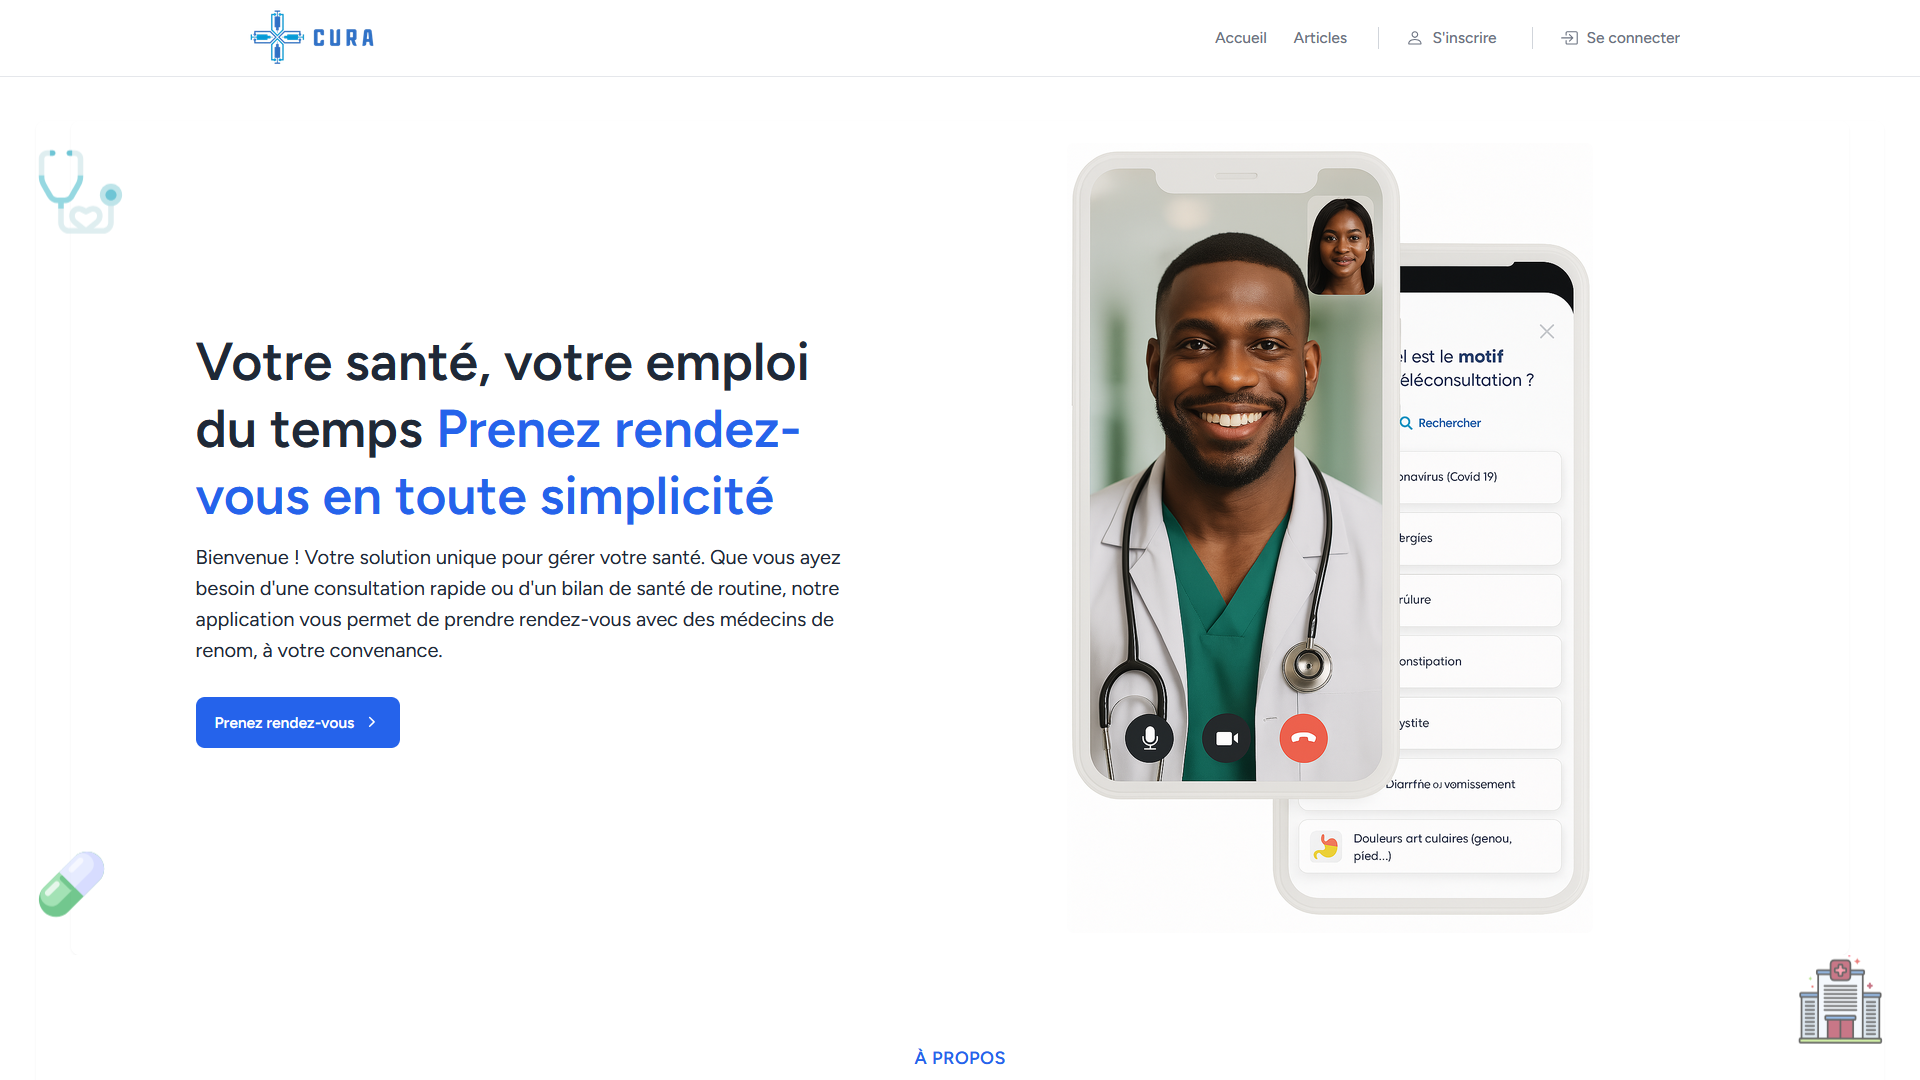 CURA
Accueil
Articles
S'inscrire
Se connecter
Votre santé, votre emploi
du temps Prenez rendez-
vous en toute simplicité
Bienvenue ! Votre solution unique pour gérer votre santé. Que vous ayez
besoin d'une consultation rapide ou d'un bilan de santé de routine, notre
application vous permet de prendre rendez-vous avec des médecins de
renom, à votre convenance.
Prenez rendez-vous
el est le motif
éléconsultation ?
Rechercher
onavirus (Covid 19)
ergies
rûlure
onstipation
ystite
vomissement
Douleurs art culaires (genou,
pied...)
À PROPOS